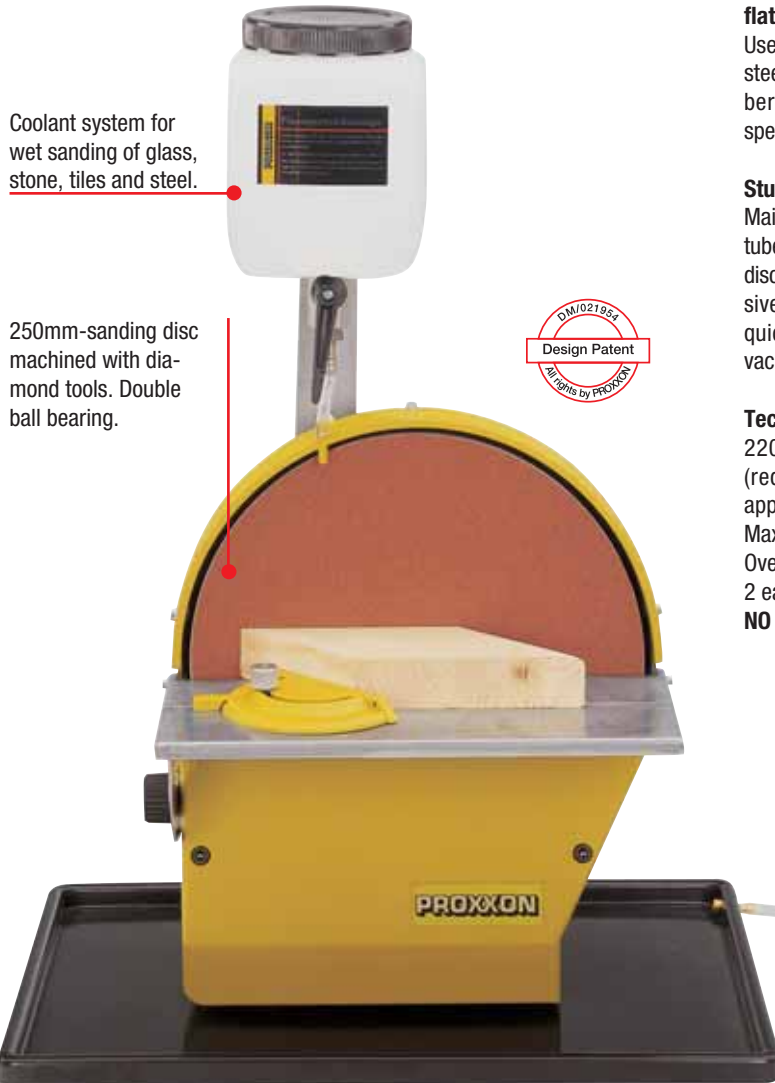 Coolant system for
wet sanding of glass,
stone, tiles and steel.
250mm-sanding disc
machined with dia-
mond tools. Double
ball bearing.
DM/021954
Design Patent
All rights by PROXXON
PROXXON
PROXXON
flat
Use
stee
ber
spe
Stu
Mai
tube
disc
sive
quic
vac
Tec
220
(rec
app
Max
Ove
2 ea
NO